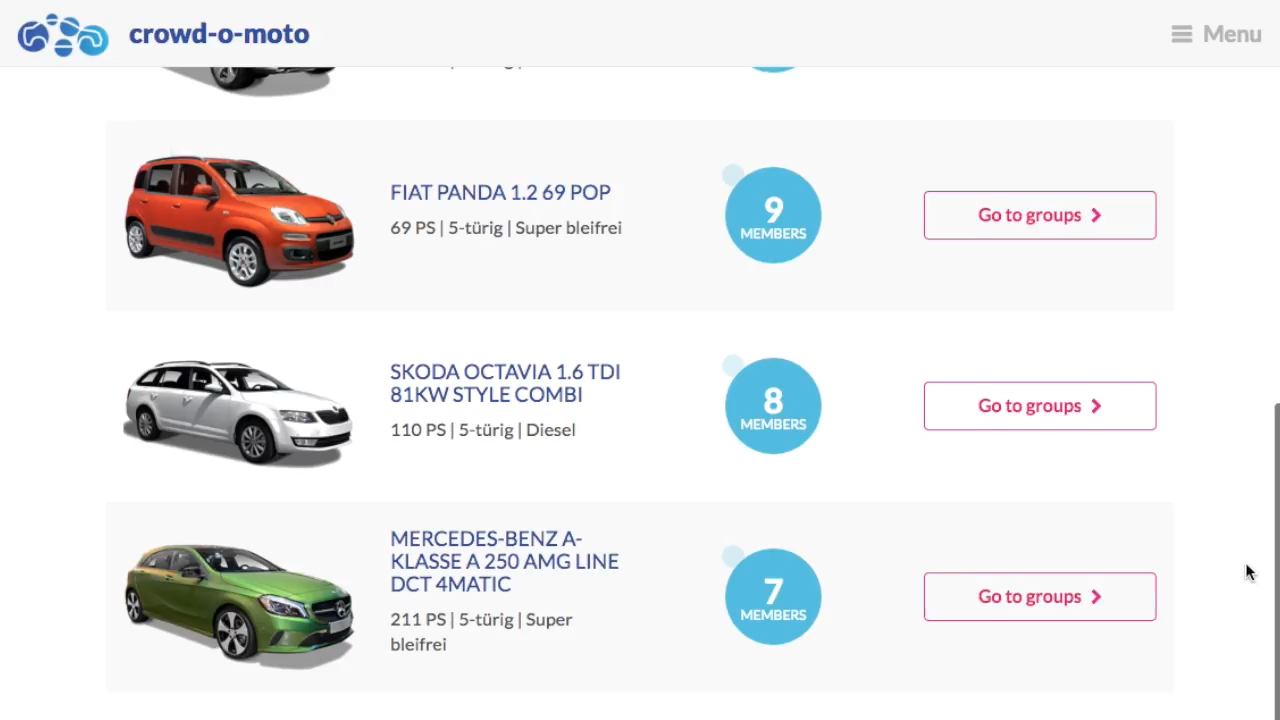 crowd-o-moto
Menu
FIAT PANDA 1.2 69 POP
69 PS | 5-türig | Super bleifrei
9
MEMBERS
Go to groups
SKODA OCTAVIA 1.6 TDI
81KW STYLE COMBI
110 PS | 5-türig | Diesel
8
MEMBERS
Go to groups
MERCEDES-BENZ A-
KLASSE A 250 AMG LINE
DCT 4MATIC
211 PS | 5-türig | Super
bleifrei
7
MEMBERS
Go to groups